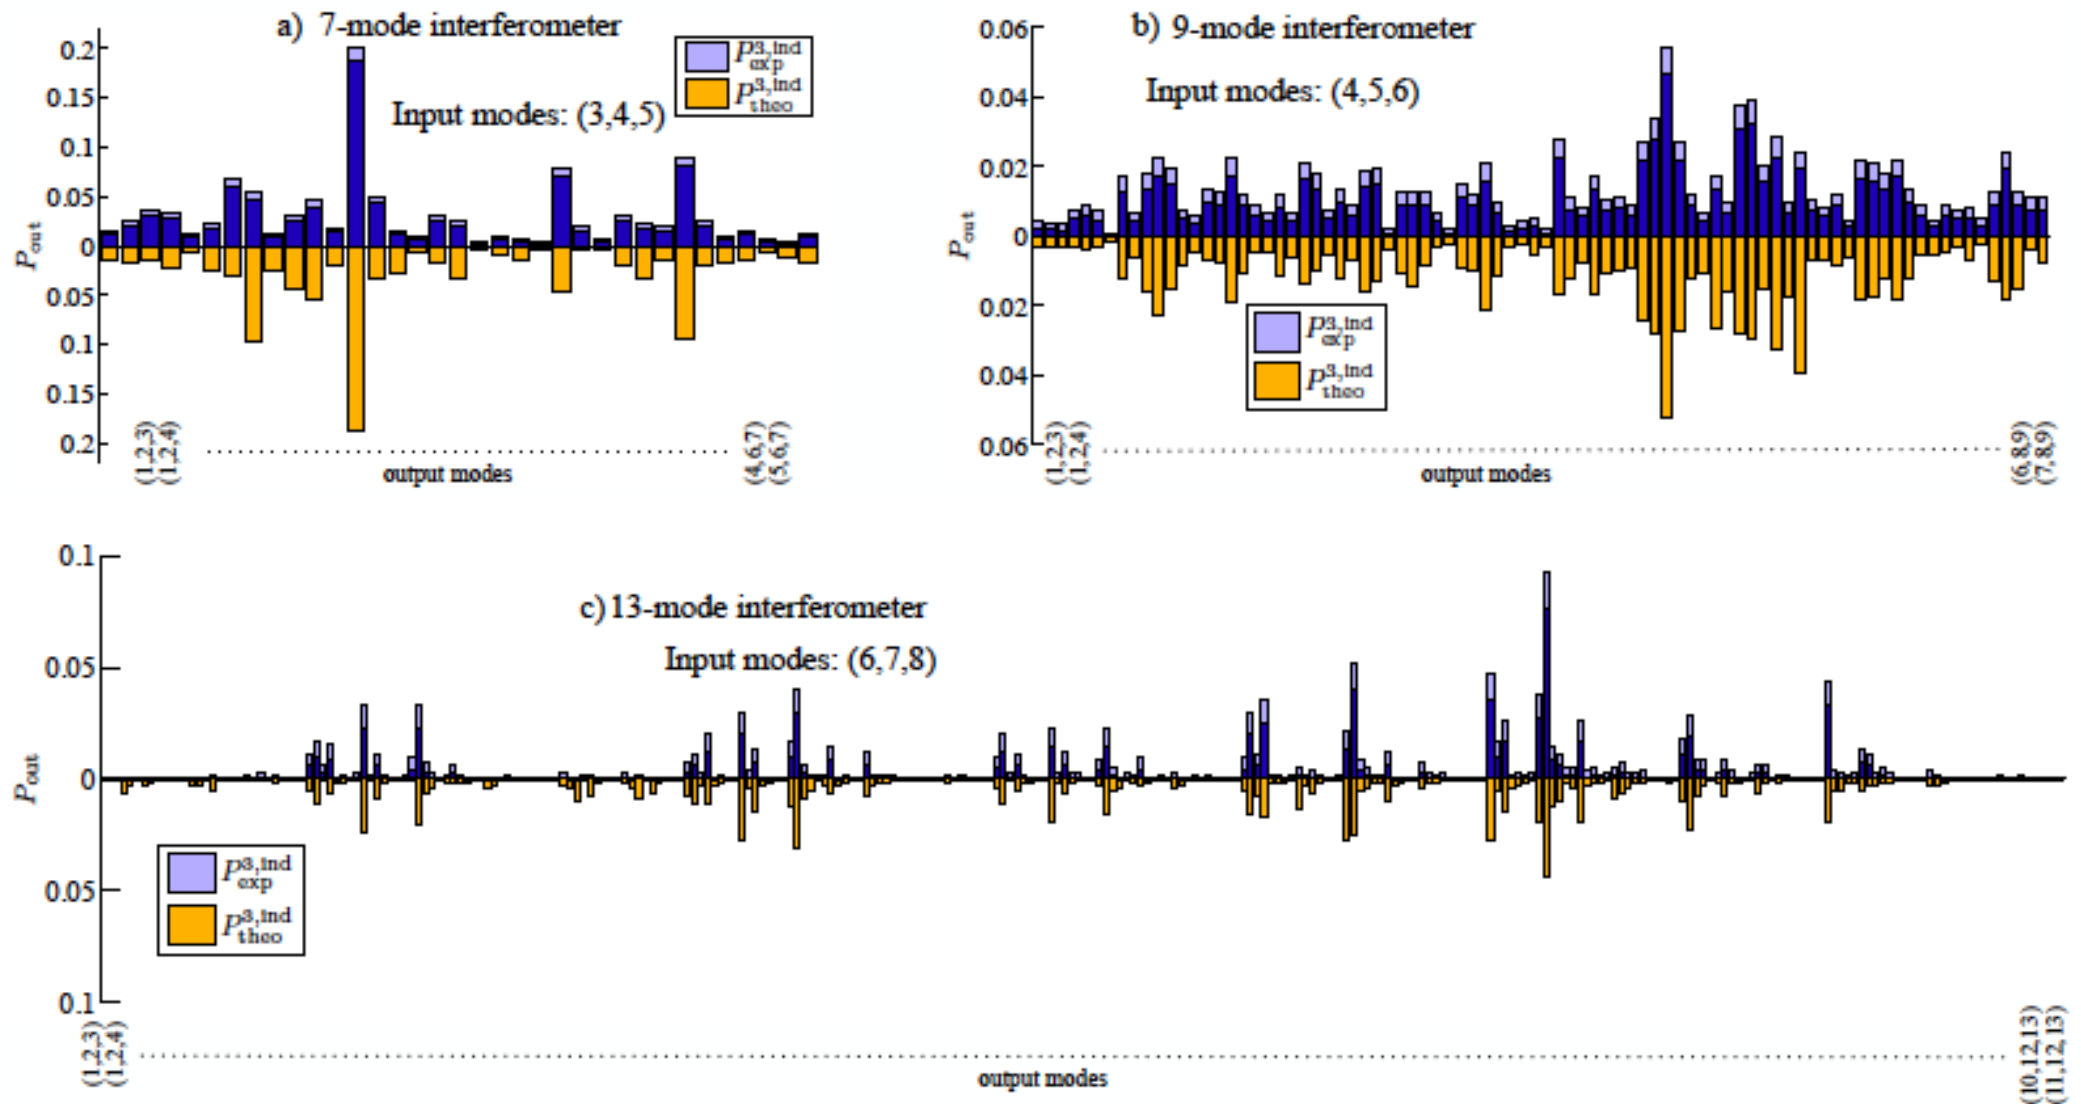 a) 7-mode interferometer
Input modes: (3,4,5)
P^{3,ind}_{exp}
P^{3,ind}_{theo}
0.2
0.15
0.1
0.05
0
0.05
0.1
0.15
0.2
P_{out}
(1,2,3)
(1,2,4)
(4,6,7)
(5,6,7)
output modes
b) 9-mode interferometer
Input modes: (4,5,6)
0.06
0.04
0.02
0
0.02
0.04
0.06
P_{out}
P^{3,ind}_{exp}
P^{3,ind}_{theo}
(1,2,3)
(1,2,4)
(6,8,9)
(7,8,9)
output modes
c) 13-mode interferometer
Input modes: (6,7,8)
0.1
0.05
0
0.05
0.1
P_{out}
P^{3,ind}_{exp}
P^{3,ind}_{theo}
(1,2,3)
(1,2,4)
(10,12,13)
(11,12,13)
output modes